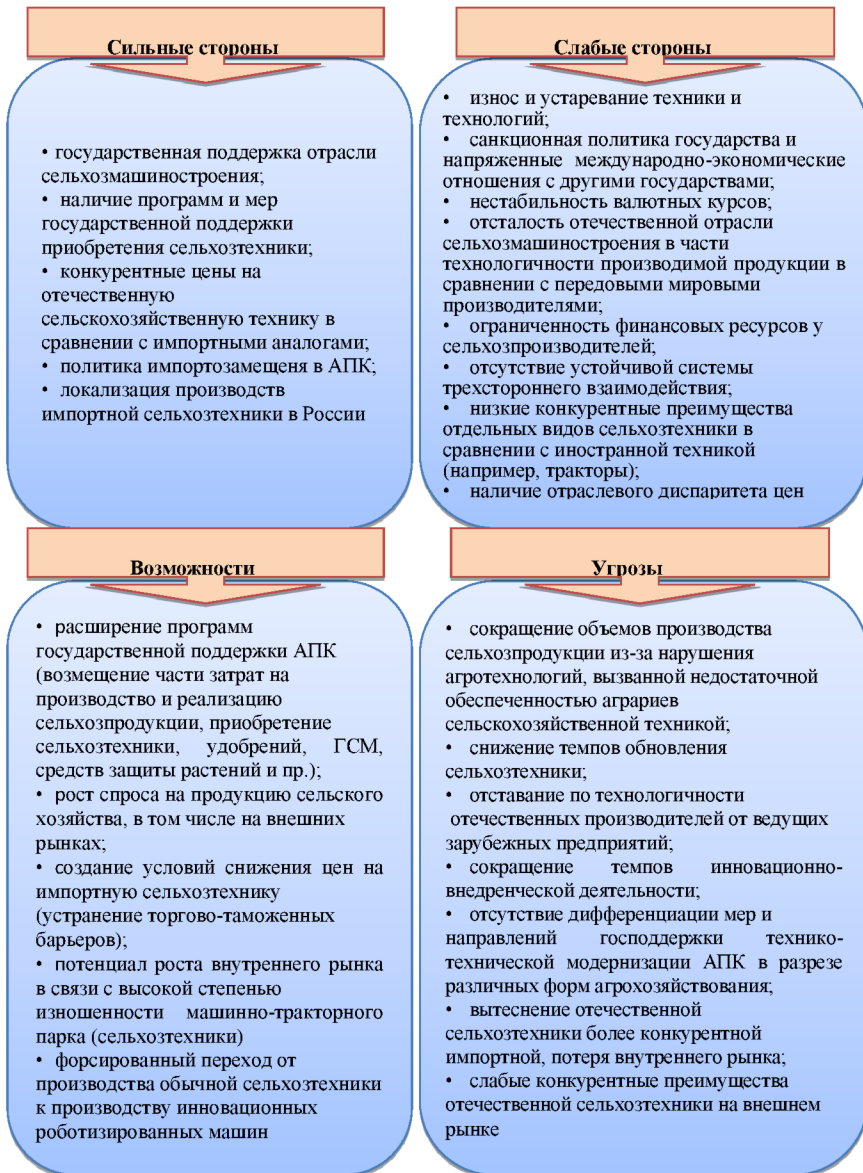 Сильные стороны
• государственная поддержка отрасли
сельхозмашиностроения;
• наличие программ и мер
государственной поддержки
приобретения сельхозтехники;
• конкурентные цены на
отечественную
сельскохозяйственную технику в
сравнении с импортными аналогами;
• политика импортозамещеня в АПК;
• локализация производств
импортной сельхозтехники в России
Слабые стороны
• износ и устаревание техники и
технологий;
• санкционная политика государства и
напряженные международно-экономические
отношения с другими государствами;
• нестабильность валютных курсов;
• отсталость отечественной отрасли
сельхозмашиностроения в части
технологичности производимой продукции в
сравнении с передовыми мировыми
производителями;
• ограниченность финансовых ресурсов у
сельхозпроизводителей;
• отсутствие устойчивой системы
трехстороннего взаимодействия;
• низкие конкурентные преимущества
отдельных видов сельхозтехники в
сравнении с иностранной техникой
(например, тракторы);
• наличие отраслевого диспаритета цен
Возможности
• расширение программ
государственной поддержки АПК
(возмещение части затрат на
производство и реализацию
сельхозпродукции, приобретение
сельхозтехники, удобрений, ГСМ,
средств защиты растений и пр.);
• рост спроса на продукцию сельского
хозяйства, в том числе на внешних
рынках;
• создание условий снижения цен на
импортную сельхозтехнику
(устранение торгово-таможенных
барьеров);
• потенциал роста внутреннего рынка
в связи с высокой степенью
изношенности машинно-тракторного
парка (сельхозтехники)
• форсированный переход от
производства обычной сельхозтехники
к производству инновационных
роботизированных машин
Угрозы
• сокращение объемов производства
сельхозпродукции из-за нарушения
агротехнологий, вызванной недостаточной
обеспеченностью аграриев
сельскохозяйственной техникой;
• снижение темпов обновления
сельхозтехники;
• отставание по технологичности
отечественных производителей от ведущих
зарубежных предприятий;
• сокращение темпов инновационно-
внедренческой деятельности;
• отсутствие дифференциации мер и
направлений господдержки технико-
технической модернизации АПК в разрезе
различных форм агрохозяйствования;
• вытеснение отечественной
сельхозтехники более конкурентной
импортной, потеря внутреннего рынка;
• слабые конкурентные преимущества
отечественной сельхозтехники на внешнем
рынке